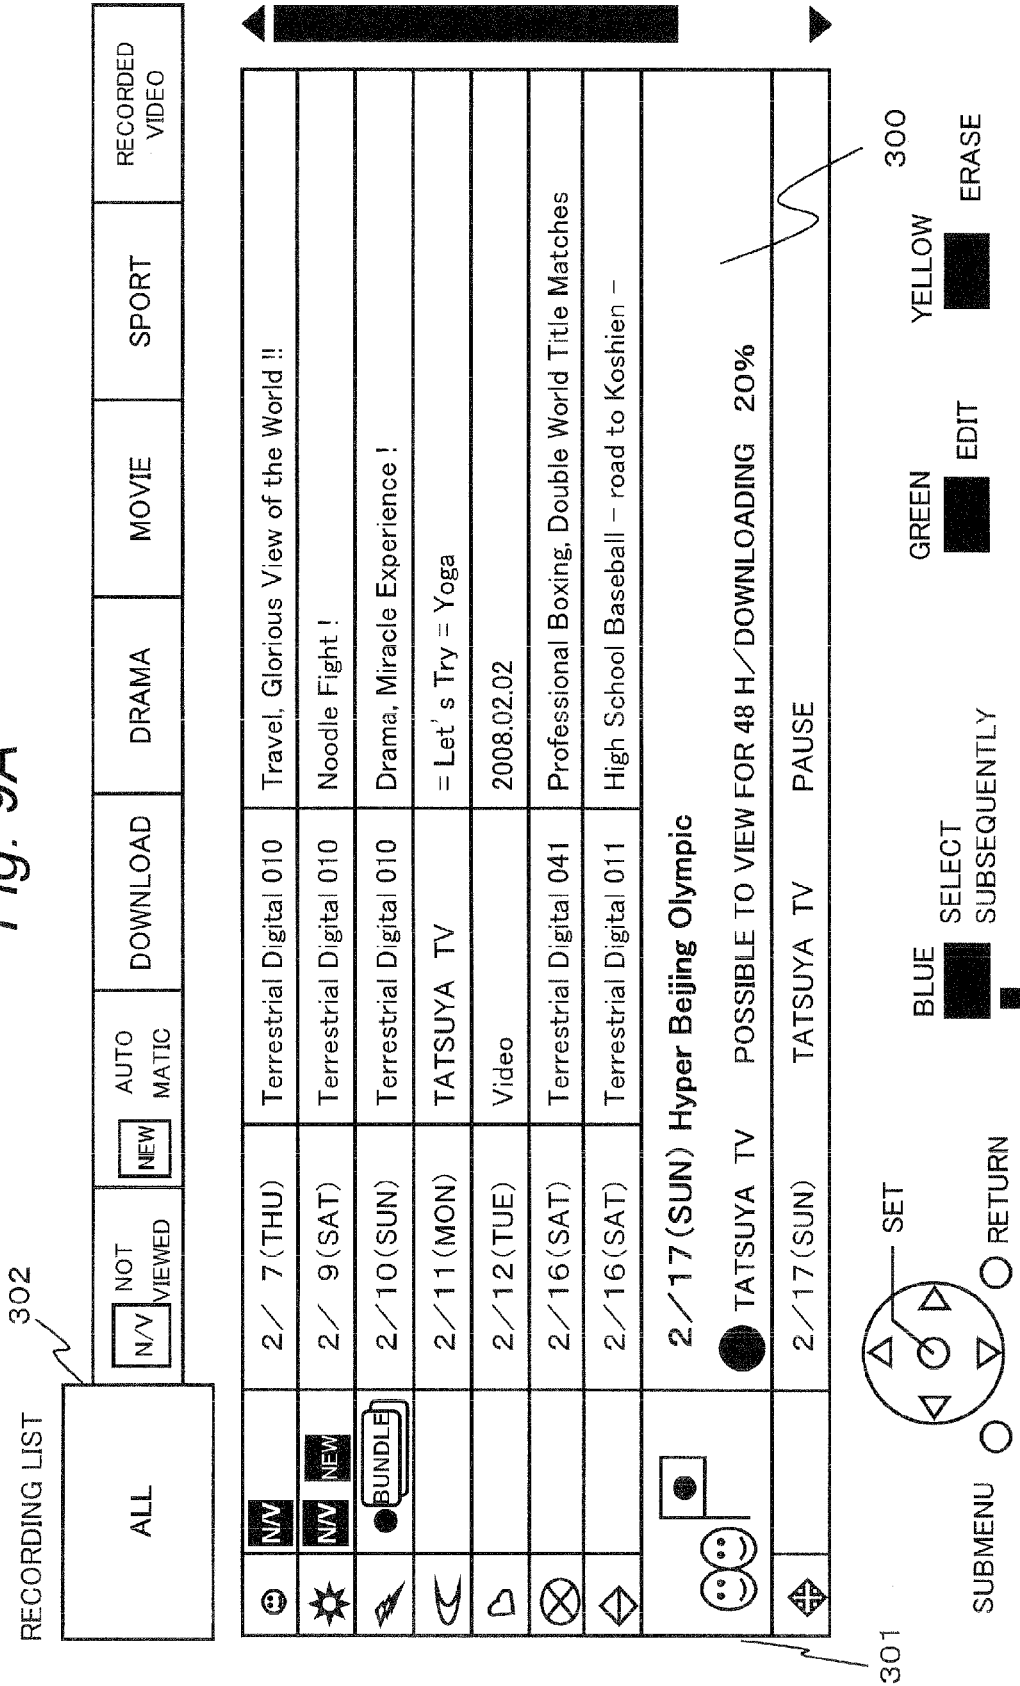 Fig. 9A
RECORDING LIST
302
ALL
N/V NOT VIEWED
NEW AUTO MATIC
DOWNLOAD
DRAMA
MOVIE
SPORT
RECORDED VIDEO
N/V 2/ 7(THU) Terrestrial Digital 010 Travel, Glorious View of the World !!
N/V NEW 2/ 9(SAT) Terrestrial Digital 010 Noodle Fight !
BUNDLE 2/10(SUN) Terrestrial Digital 010 Drama, Miracle Experience !
2/11(MON) TATSUYA TV = Let's Try = Yoga
2/12(TUE) Video 2008.02.02
2/16(SAT) Terrestrial Digital 041 Professional Boxing, Double World Title Matches
2/16(SAT) Terrestrial Digital 011 High School Baseball – road to Koshien –
2/17(SUN) Hyper Beijing Olympic
TATSUYA TV POSSIBLE TO VIEW FOR 48 H/DOWNLOADING 20%
2/17(SUN) TATSUYA TV PAUSE
301
300
SUBMENU
SET
RETURN
BLUE
SELECT
SUBSEQUENTLY
GREEN
EDIT
YELLOW
ERASE